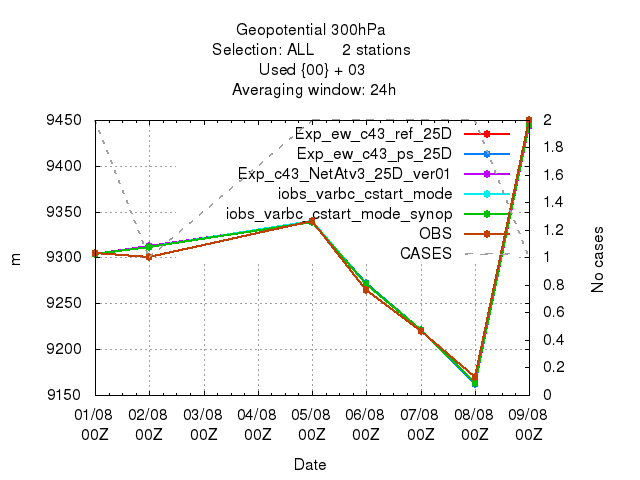 Geopotential 300hPa
Selection: ALL 2 stations
Used {00} + 03
Averaging window: 24h
9450
9400
9350
9300
9250
9200
9150
m
2
1.8
1.6
1.4
1.2
1
0.8
0.6
0.4
0.2
0
No cases
Exp_ew_c43_ref_25D
Exp_ew_c43_ps_25D
Exp_c43_NetAtv3_25D_ver01
iobs_varbc_cstart_mode
iobs_varbc_cstart_mode_synop
OBS
CASES
01/08 02/08 03/08 04/08 05/08 06/08 07/08 08/08 09/08
00Z 00Z 00Z 00Z 00Z 00Z 00Z 00Z 00Z
Date